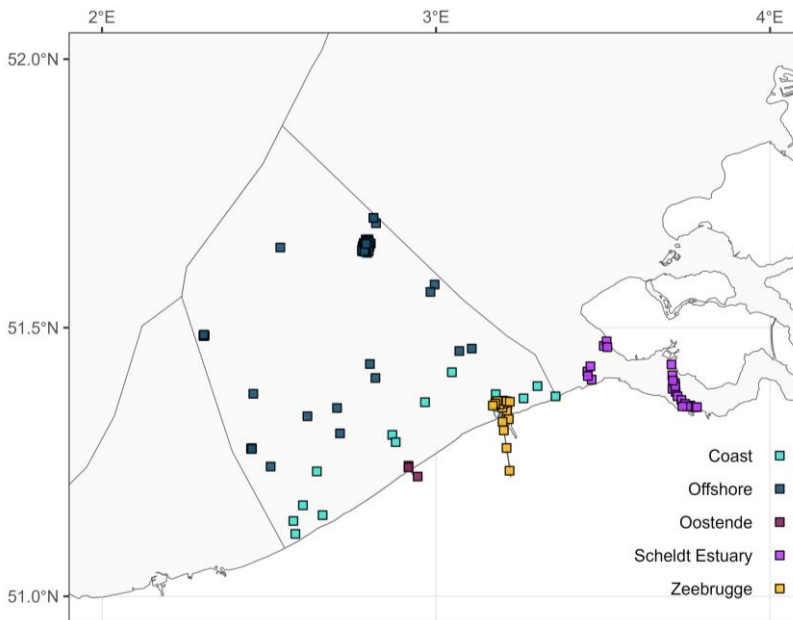 2°E 3°E 4°E
52.0°N
51.5°N
51.0°N
Coast
Offshore
Oostende
Scheldt Estuary
Zeebrugge